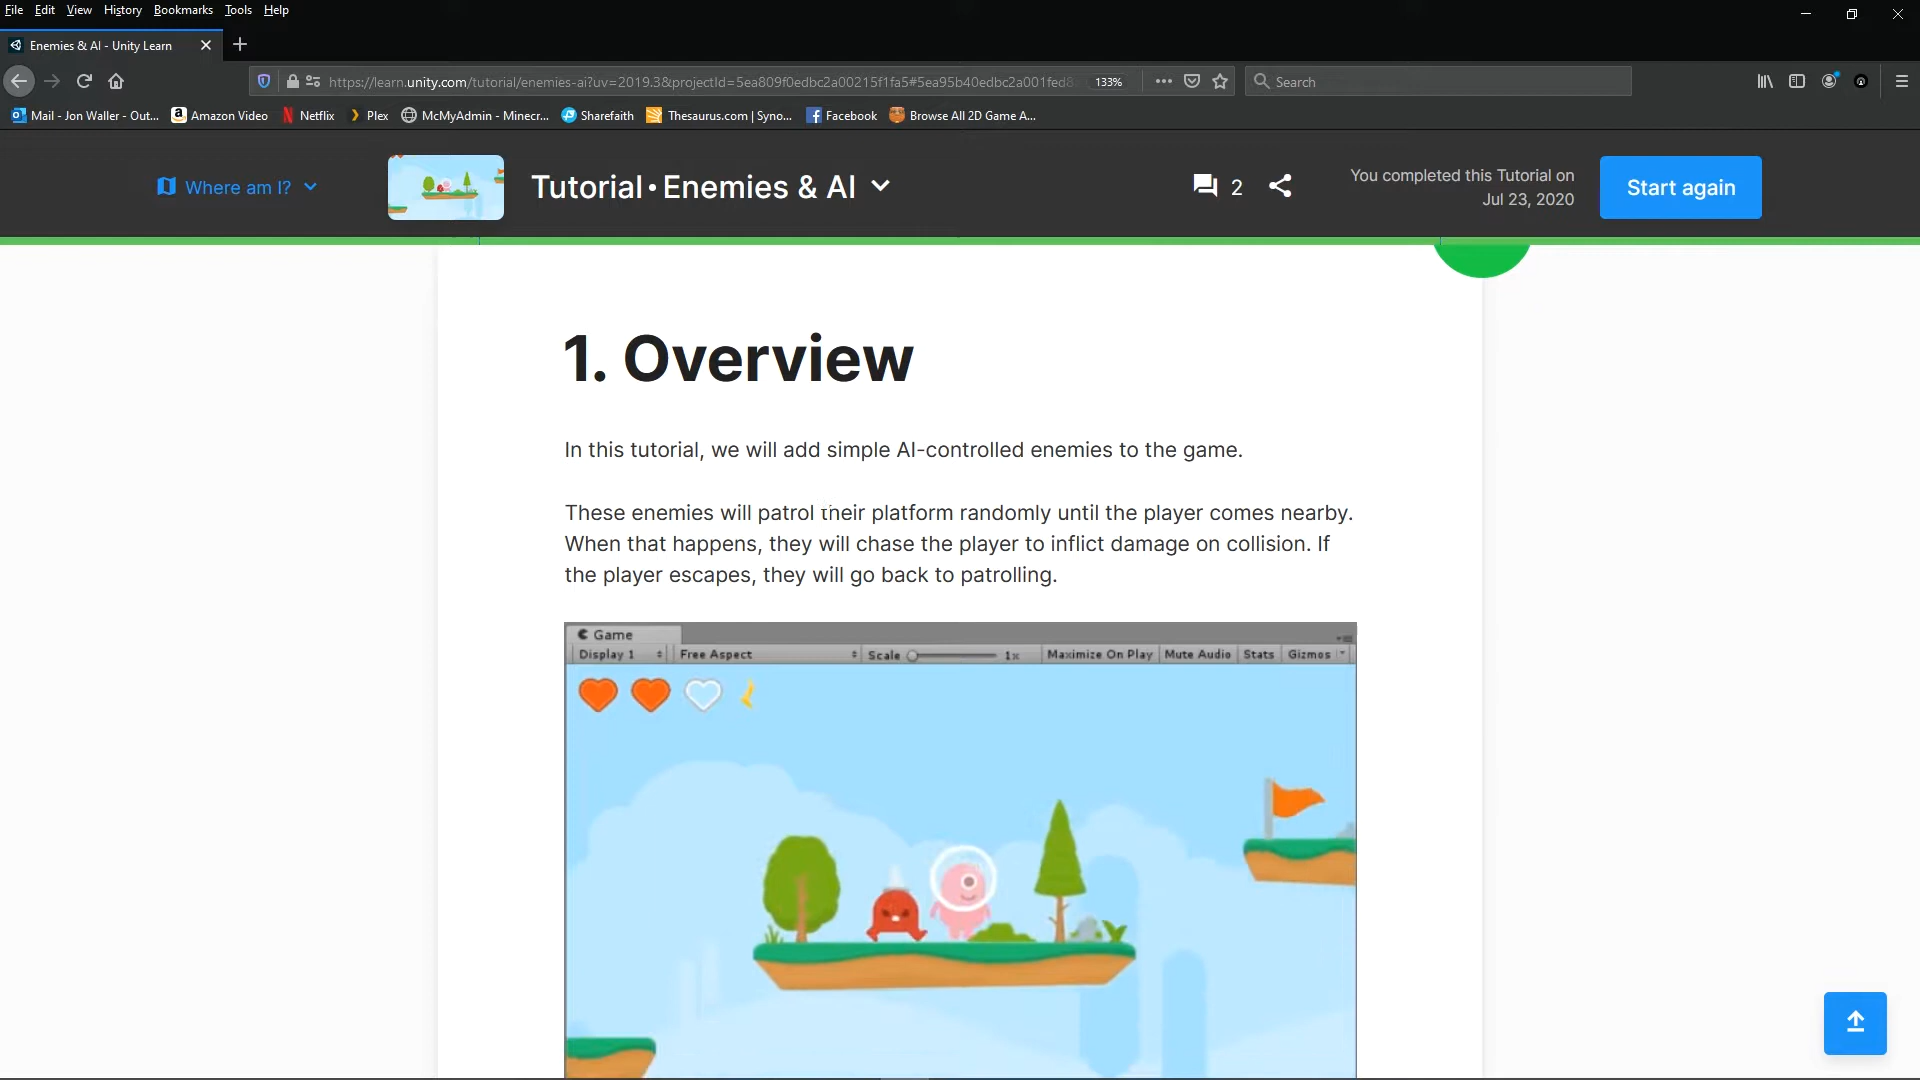 File Edit View History Bookmarks Tools Help
Enemies & AI - Unity Learn
https://learn.unity.com/tutorial/enemies-ai?uv=2019.3&projectId=5ea809f0edbc2a00215f1fa5#5ea95b40edbc2a001fed8 133% Search
Mail - Jon Waller - Out... Amazon Video Netflix Plex McMyAdmin - Minecr... Sharefaith Thesaurus.com | Syno... Facebook Browse All 2D Game A...
Where am I? Tutorial • Enemies & AI 2 You completed this Tutorial on
Jul 23, 2020 Start again
1. Overview
In this tutorial, we will add simple AI-controlled enemies to the game.
These enemies will patrol their platform randomly until the player comes nearby.
When that happens, they will chase the player to inflict damage on collision. If
the player escapes, they will go back to patrolling.
Game
Display 1 Free Aspect Scale 1x Maximize On Play Mute Audio Stats Gizmos